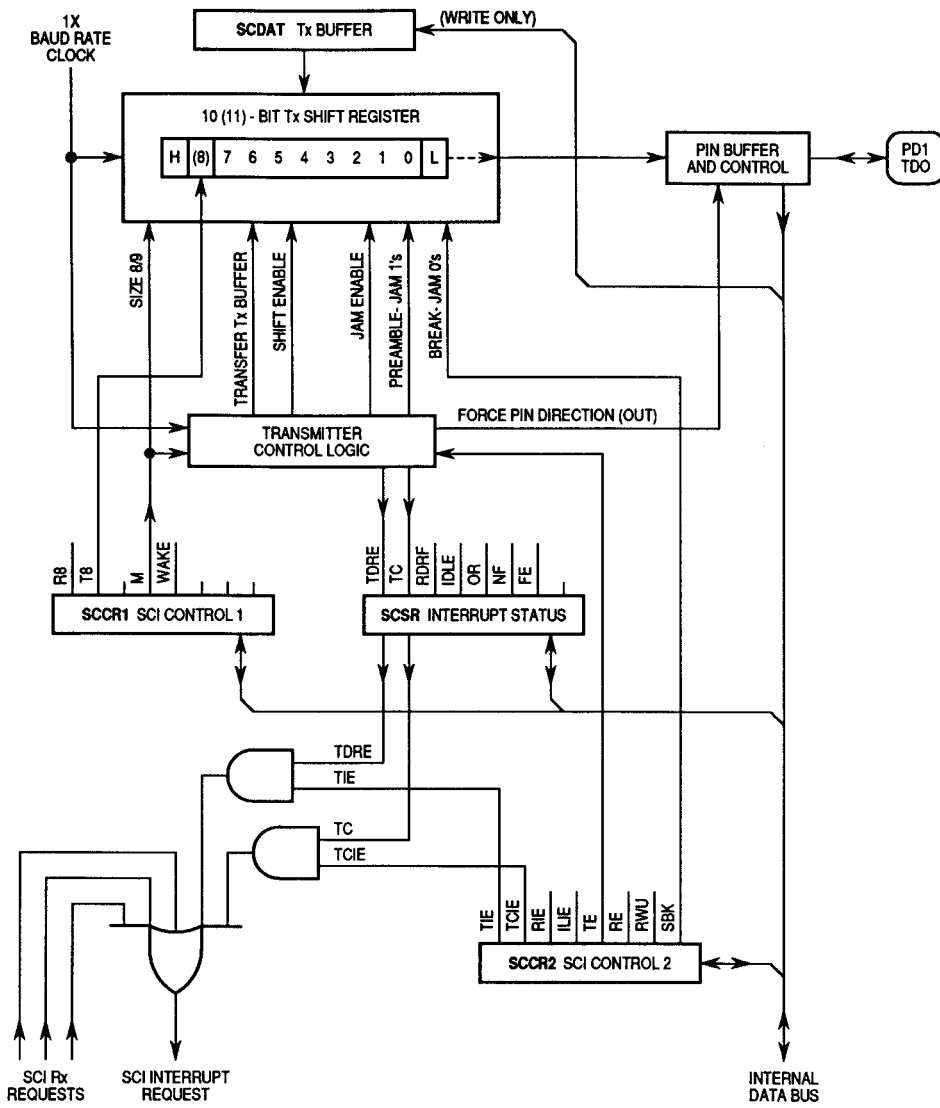 1X
BAUD RATE
CLOCK
SCDAT Tx BUFFER
(WRITE ONLY)
10 (11) - BIT Tx SHIFT REGISTER
H (8) 7 6 5 4 3 2 1 0 L
PIN BUFFER
AND CONTROL
PD1
TDO
SIZE 8/9
TRANSFER Tx BUFFER
SHIFT ENABLE
JAM ENABLE
PREAMBLE- JAM 1's
BREAK- JAM 0's
FORCE PIN DIRECTION (OUT)
TRANSMITTER
CONTROL LOGIC
R8
T8
M
WAKE
SCCR1 SCI CONTROL 1
TDRE
TC
RDRF
IDLE
OR
NF
FE
SCSR INTERRUPT STATUS
TDRE
TIE
TC
TCIE
TIE
TCIE
RIE
ILIE
TE
RE
RWU
SBK
SCCR2 SCI CONTROL 2
SCI Rx
REQUESTS
SCI INTERRUPT
REQUEST
INTERNAL
DATA BUS